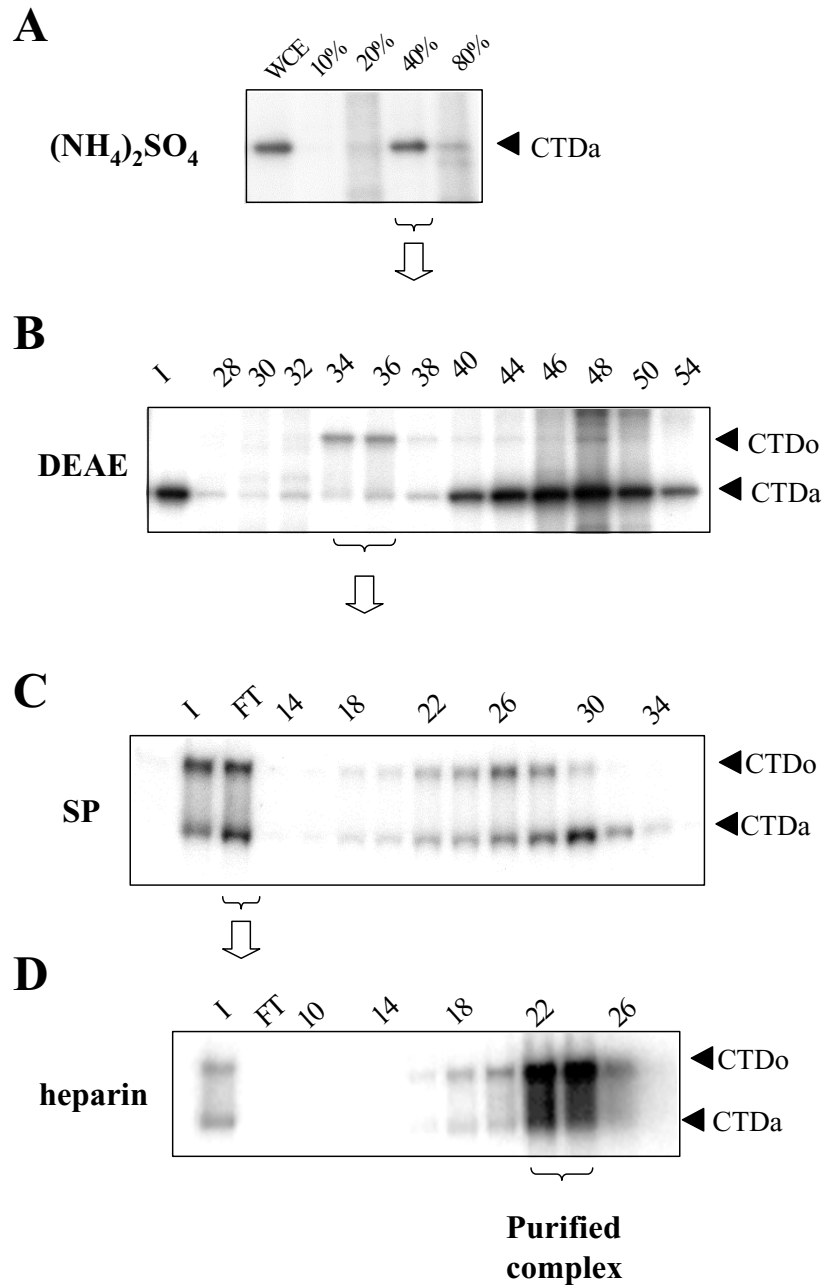 A
WCE 10% 20% 40% 80%
(NH4)2SO4
CTDa
B
I 28 30 32 34 36 38 40 44 46 48 50 54
DEAE
CTDo
CTDa
C
I FT 14 18 22 26 30 34
SP
CTDo
CTDa
D
I FT 10 14 18 22 26
heparin
CTDo
CTDa
Purified
complex